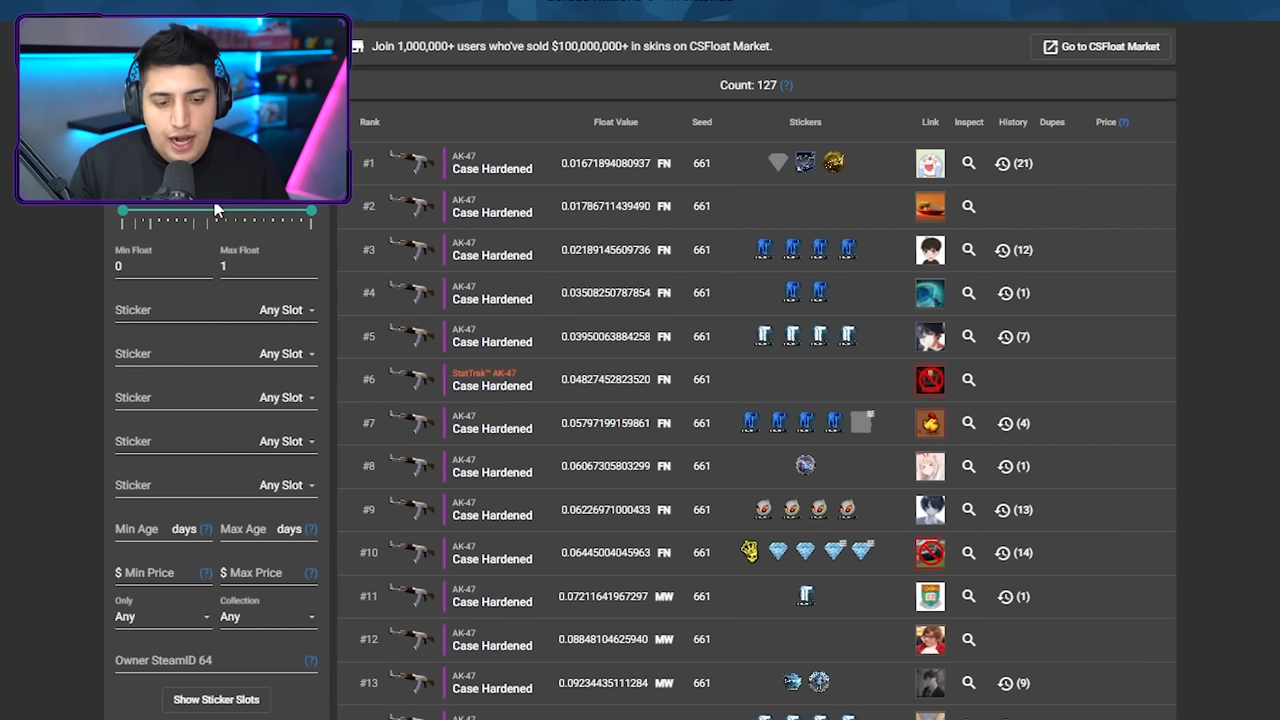 Join 1,000,000+ users who've sold $100,000,000+ in skins on CSFloat Market.
Go to CSFloat Market
Count: 127 (?)
Rank Float Value Seed Stickers Link Inspect History Dupes Price (?)
#1 AK-47 Case Hardened 0.01671894080937 FN 661 (21)
#2 AK-47 Case Hardened 0.01786711439490 FN 661
#3 AK-47 Case Hardened 0.02189145609736 FN 661 (12)
#4 AK-47 Case Hardened 0.03508250787854 FN 661 (1)
#5 AK-47 Case Hardened 0.03950063884258 FN 661 (7)
#6 StatTrak™ AK-47 Case Hardened 0.04827452823520 FN 661
#7 AK-47 Case Hardened 0.05797199159861 FN 661 (4)
#8 AK-47 Case Hardened 0.06067305803299 FN 661 (1)
#9 AK-47 Case Hardened 0.06226971000433 FN 661 (13)
#10 AK-47 Case Hardened 0.06445004045963 FN 661 (14)
#11 AK-47 Case Hardened 0.07211641967297 MW 661 (1)
#12 AK-47 Case Hardened 0.08848104625940 MW 661
#13 AK-47 Case Hardened 0.09234435111284 MW 661 (9)
AK-47
Min Float Max Float
0 1
Sticker Any Slot
Sticker Any Slot
Sticker Any Slot
Sticker Any Slot
Sticker Any Slot
Min Age days (?) Max Age days (?)
$ Min Price (?) $ Max Price (?)
Only Collection
Any Any
Owner SteamID 64 (?)
Show Sticker Slots